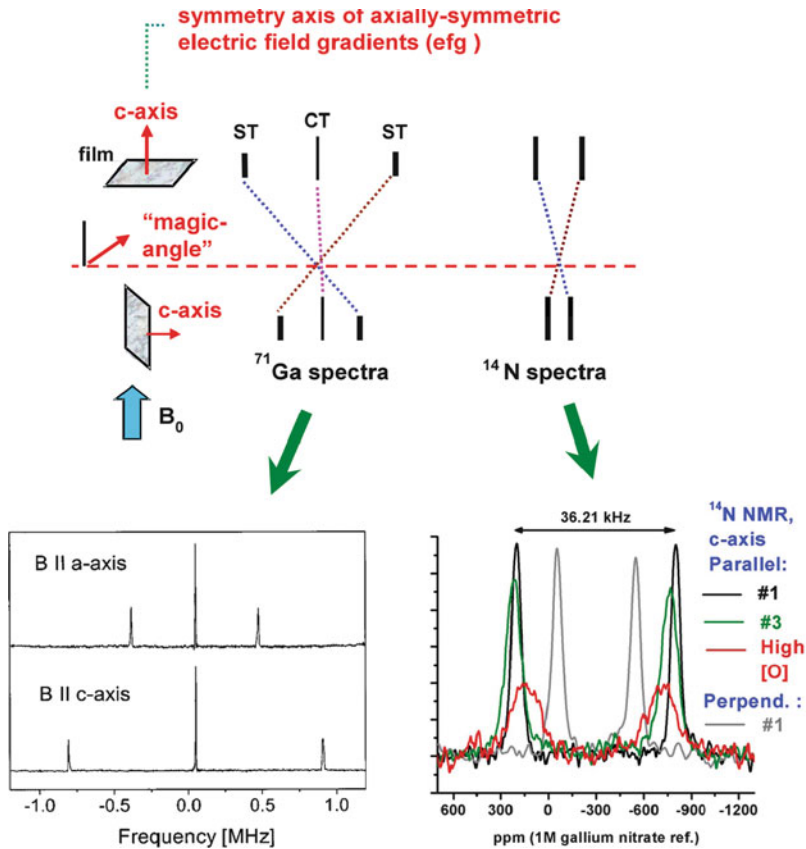 symmetry axis of axially-symmetric
electric field gradients (efg )
c-axis
film
ST
CT
ST
"magic-
angle"
c-axis
B0
71Ga spectra
14N spectra
B II a-axis
B II c-axis
-1.0
-0.5
0.0
0.5
1.0
Frequency [MHz]
36.21 kHz
600
300
0
-300
-600
-900
-1200
ppm (1M gallium nitrate ref.)
14N NMR,
c-axis
Parallel:
#1
#3
High
[O]
Perpend. :
#1